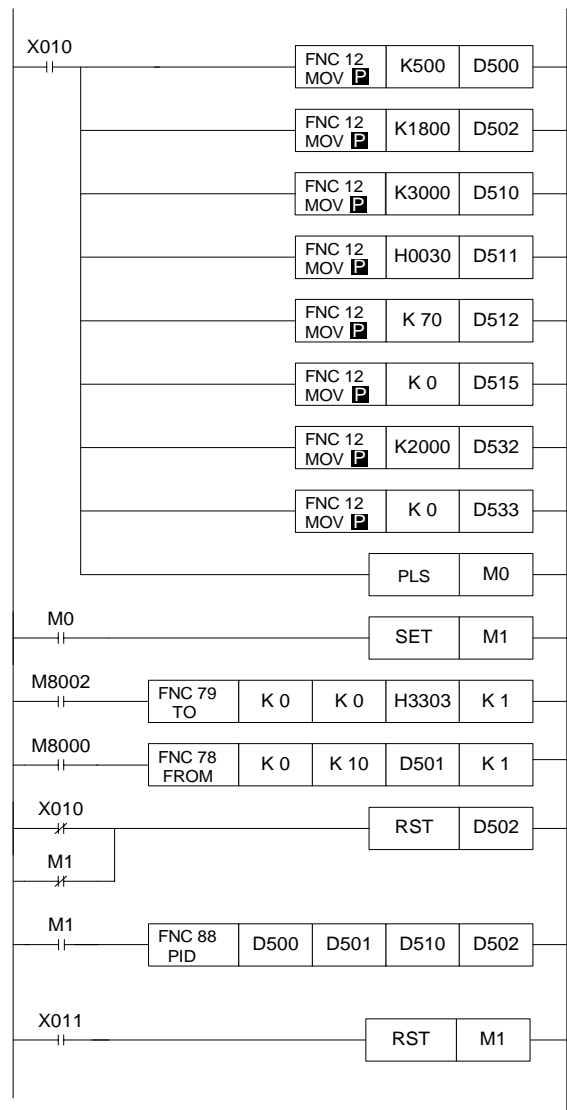 X010
FNC 12 MOV P K500 D500
FNC 12 MOV P K1800 D502
FNC 12 MOV P K3000 D510
FNC 12 MOV P H0030 D511
FNC 12 MOV P K 70 D512
FNC 12 MOV P K 0 D515
FNC 12 MOV P K2000 D532
FNC 12 MOV P K 0 D533
PLS M0
M0
SET M1
M8002
FNC 79 TO K 0 K 0 H3303 K 1
M8000
FNC 78 FROM K 0 K 10 D501 K 1
X010
RST D502
M1
M1
FNC 88 PID D500 D501 D510 D502
X011
RST M1